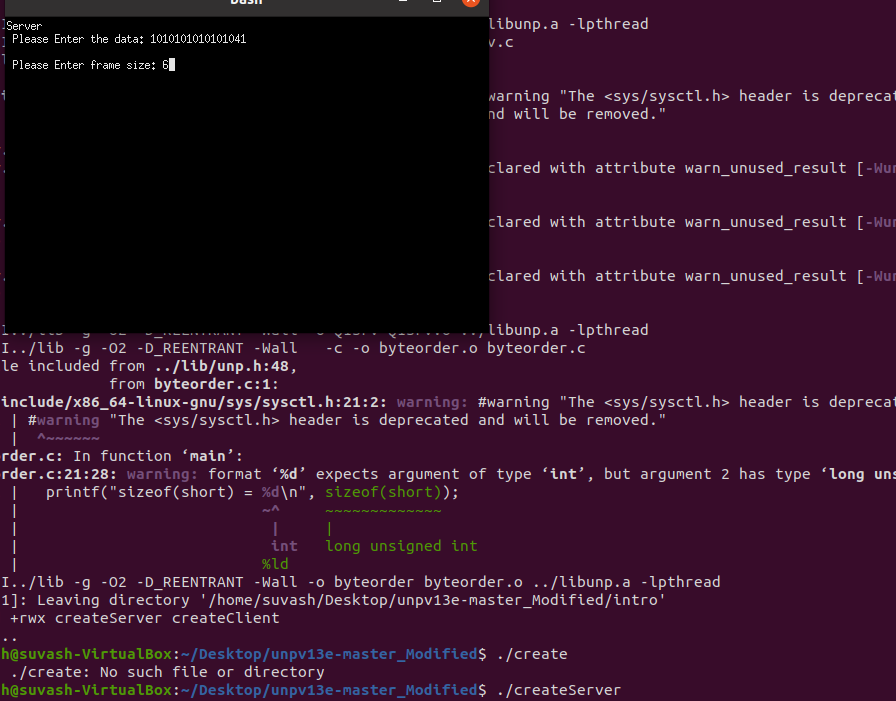 Dash
Server
Please Enter the data: 1010101010101041
Please Enter frame size: 6
libunp.a -lpthread
v.c
warning "The <sys/sysctl.h> header is deprecat
nd will be removed."
clared with attribute warn_unused_result [-Wun
clared with attribute warn_unused_result [-Wun
clared with attribute warn_unused_result [-Wun
libunp.a -lpthread
I../lib -g -O2 -D_REENTRANT -Wall   -c -o byteorder.o byteorder.c
le included from ../lib/unp.h:48,
from byteorder.c:1:
include/x86_64-linux-gnu/sys/sysctl.h:21:2: warning: #warning "The <sys/sysctl.h> header is deprecat
| #warning "The <sys/sysctl.h> header is deprecated and will be removed."
|  ^~~~~~~
rder.c: In function ‘main’:
rder.c:21:28: warning: format ‘%d’ expects argument of type ‘int’, but argument 2 has type ‘long uns
|   printf("sizeof(short) = %d\n", sizeof(short));
|                           ~^     ~~~~~~~~~~~~~
|                            |     |
|                            int   long unsigned int
|                           %ld
I../lib -g -O2 -D_REENTRANT -Wall -o byteorder byteorder.o ../libunp.a -lpthread
1]: Leaving directory '/home/suvash/Desktop/unpv13e-master_Modified/intro'
+rwx createServer createClient
..
h@suvash-VirtualBox:~/Desktop/unpv13e-master_Modified$ ./create
./create: No such file or directory
h@suvash-VirtualBox:~/Desktop/unpv13e-master_Modified$ ./createServer